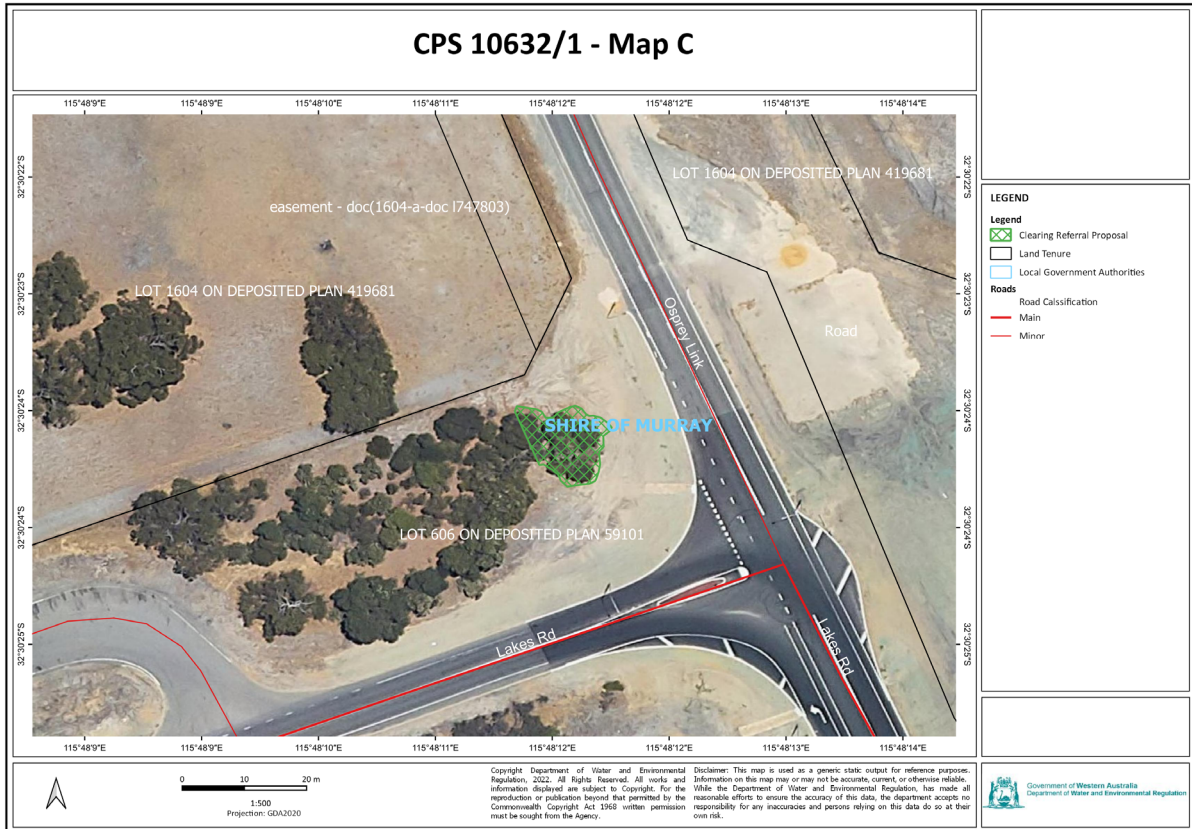 CPS 10632/1 - Map C
115°48'9"E 115°48'9"E 115°48'10"E 115°48'11"E 115°48'12"E 115°48'12"E 115°48'13"E 115°48'14"E
32°30'22"S
32°30'23"S
32°30'24"S
32°30'24"S
32°30'25"S
LOT 1604 ON DEPOSITED PLAN 419681
easement - doc(1604-a-doc l747803)
LOT 1604 ON DEPOSITED PLAN 419681
Osprey Link
Road
SHIRE OF MURRAY
LOT 606 ON DEPOSITED PLAN 59101
Lakes Rd
Lakes Rd
32°30'22"S
32°30'23"S
32°30'24"S
32°30'24"S
32°30'25"S
115°48'9"E 115°48'9"E 115°48'10"E 115°48'11"E 115°48'12"E 115°48'12"E 115°48'13"E 115°48'14"E
LEGEND
Legend
Clearing Referral Proposal
Land Tenure
Local Government Authorities
Roads
Road Calssification
Main
Minor
0 10 20 m
1:500
Projection: GDA2020
Copyright Department of Water and Environmental
Regulation, 2022. All Rights Reserved. All works and
information displayed are subject to Copyright. For the
reproduction or publication beyond that permitted by the
Commonwealth Copyright Act 1968 written permission
must be sought from the Agency.
Disclaimer: This map is used as a generic static output for reference purposes.
Information on this map may or may not be accurate, current, or otherwise reliable.
While the Department of Water and Environmental Regulation, has made all
reasonable efforts to ensure the accuracy of this data, the department accepts no
responsibility for any inaccuracies and persons relying on this data do so at their
own risk.
Government of Western Australia
Department of Water and Environmental Regulation